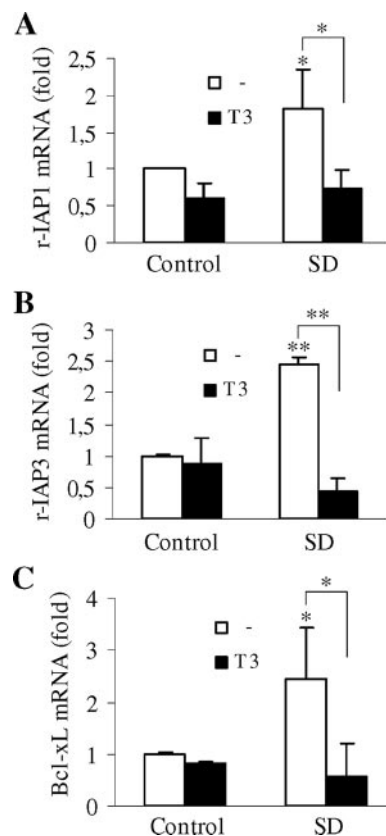 A
r-IAP1 mRNA (fold)
2,5
2
1,5
1
0,5
0
-
T3
*
*
Control
SD
B
r-IAP3 mRNA (fold)
3
2,5
2
1,5
1
0,5
0
-
T3
**
**
Control
SD
C
Bcl-xL mRNA (fold)
4
3
2
1
0
-
T3
*
*
Control
SD